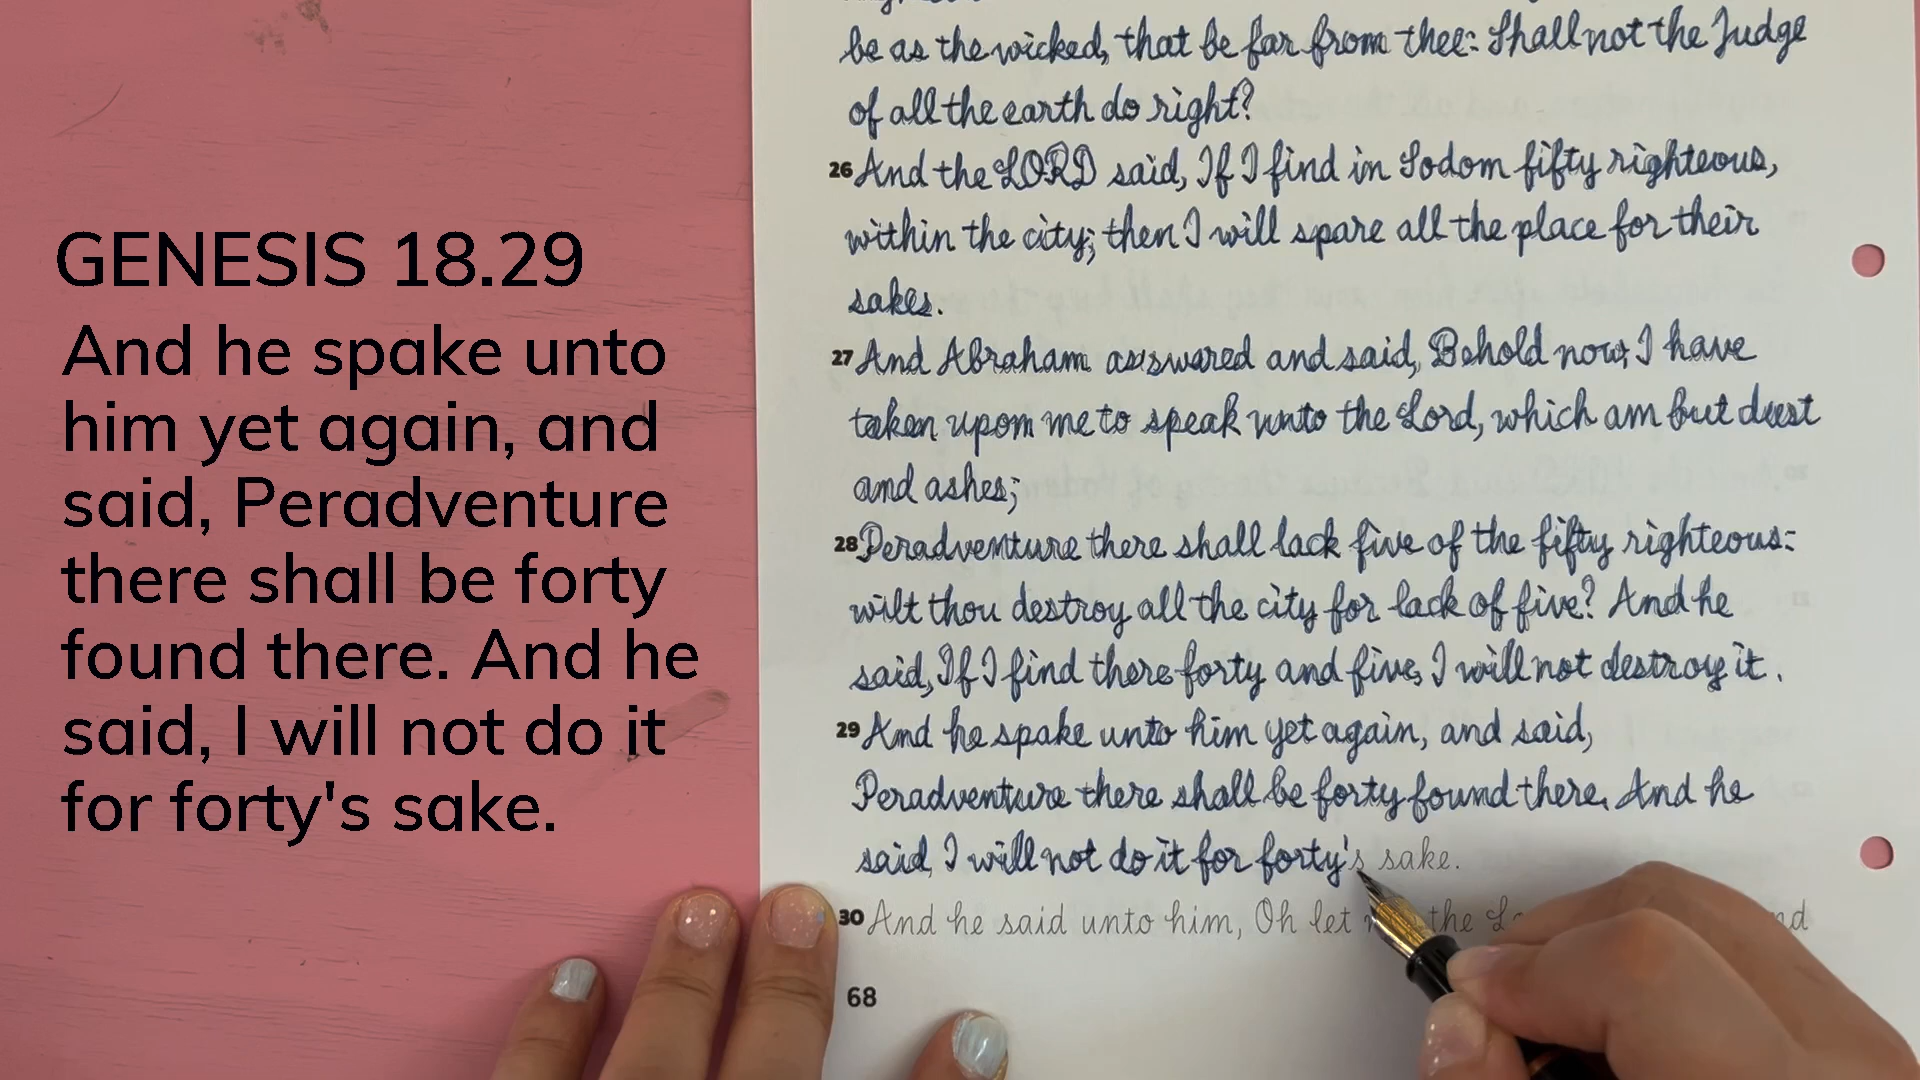 GENESIS 18.29
And he spake unto
him yet again, and
said, Peradventure
there shall be forty
found there. And he
said, I will not do it
for forty's sake.
be as the wicked, that be far from thee: Shall not the Judge
of all the earth do right?
26 And the LORD said, If I find in Sodom fifty righteous,
within the city; then I will spare all the place for their
sakes.
27 And Abraham answered and said, Behold now, I have
taken upon me to speak unto the Lord, which am but dust
and ashes;
28 Peradventure there shall lack five of the fifty righteous:
wilt thou destroy all the city for lack of five? And he
said, If I find there forty and five, I will not destroy it.
29 And he spake unto him yet again, and said,
Peradventure there shall be forty found there. And he
said, I will not do it for forty's sake.
30 And he said unto him, Oh let the
68